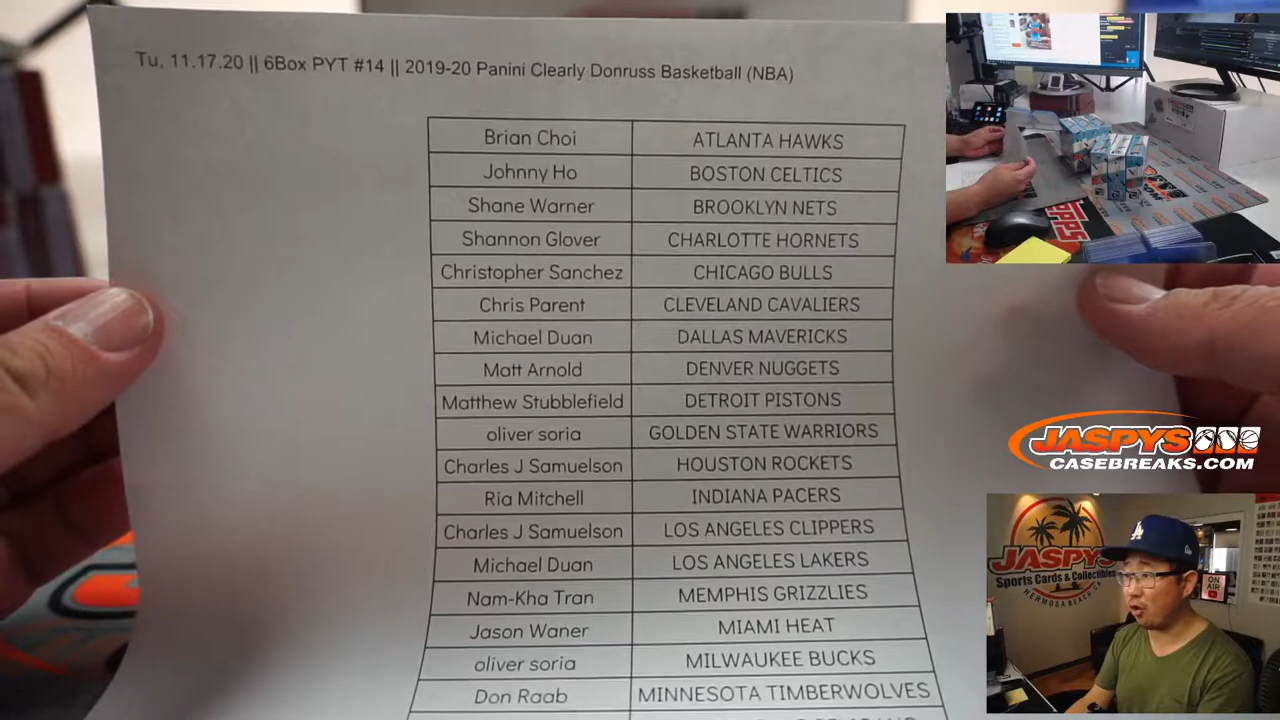 Tu, 11.17.20 || 6Box PYT #14 || 2019-20 Panini Clearly Donruss Basketball (NBA)
Brian Choi ATLANTA HAWKS
Johnny Ho BOSTON CELTICS
Shane Warner BROOKLYN NETS
Shannon Glover CHARLOTTE HORNETS
Christopher Sanchez CHICAGO BULLS
Chris Parent CLEVELAND CAVALIERS
Michael Duan DALLAS MAVERICKS
Matt Arnold DENVER NUGGETS
Matthew Stubblefield DETROIT PISTONS
oliver soria GOLDEN STATE WARRIORS
Charles J Samuelson HOUSTON ROCKETS
Ria Mitchell INDIANA PACERS
Charles J Samuelson LOS ANGELES CLIPPERS
Michael Duan LOS ANGELES LAKERS
Nam-Kha Tran MEMPHIS GRIZZLIES
Jason Waner MIAMI HEAT
oliver soria MILWAUKEE BUCKS
Don Raab MINNESOTA TIMBERWOLVES
TOPPS
JASPYS
CASEBREAKS.COM
JASPYS
Sports Cards & Collectibles
HERMOSA BEACH, CA
LA
ON AIR